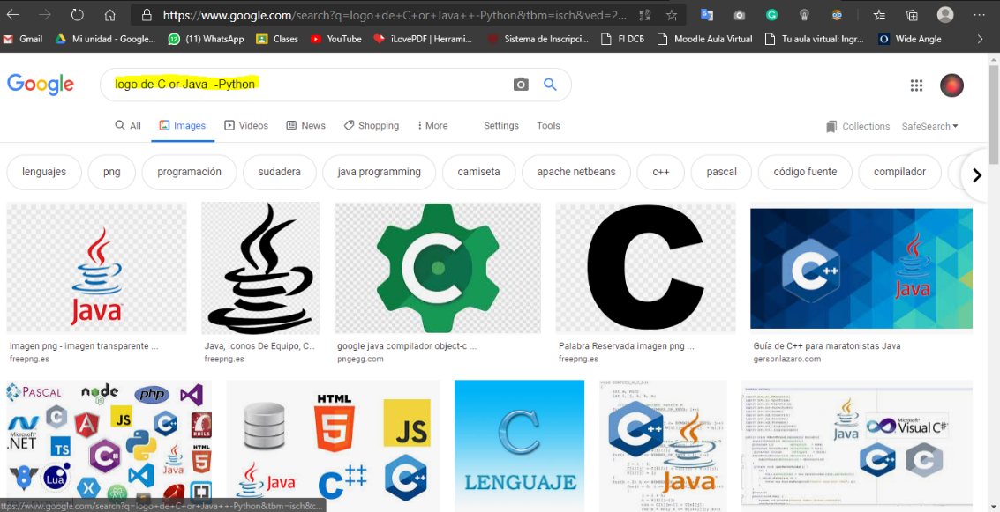 https://www.google.com/search?q=logo+de+C+or+Java++-Python&tbm=isch&ved=2...
Gmail
Mi unidad - Google...
(11) WhatsApp
Clases
YouTube
iLovePDF | Herrami...
Sistema de Inscripci...
FI DCB
Moodle Aula Virtual
Tu aula virtual: Ingr...
Wide Angle
Google
logo de C or Java -Python
All
Images
Videos
News
Shopping
More
Settings
Tools
Collections
SafeSearch
lenguajes
png
programación
sudadera
java programming
camiseta
apache netbeans
c++
pascal
código fuente
compilador
Java
C
C
C++
Java
imagen png - imagen transparente ...
freepng.es
Java, Iconos De Equipo, C...
freepng.es
google java compilador object-c ...
pngegg.com
Palabra Reservada imagen png ...
freepng.es
Guía de C++ para maratonistas Java
gersonlazaro.com
PASCAL
node
php
Microsoft
.NET
C
JS
C++
RAILS
TS
C#
Java
HTML
Lua
HTML
5
JS
Java
C++
C++
C
LENGUAJE
C++
Java
Java
Microsoft
Visual C#
C++
C
https://www.google.com/search?q=logo+de+C+or+Java++-Python&tbm=isch&c...